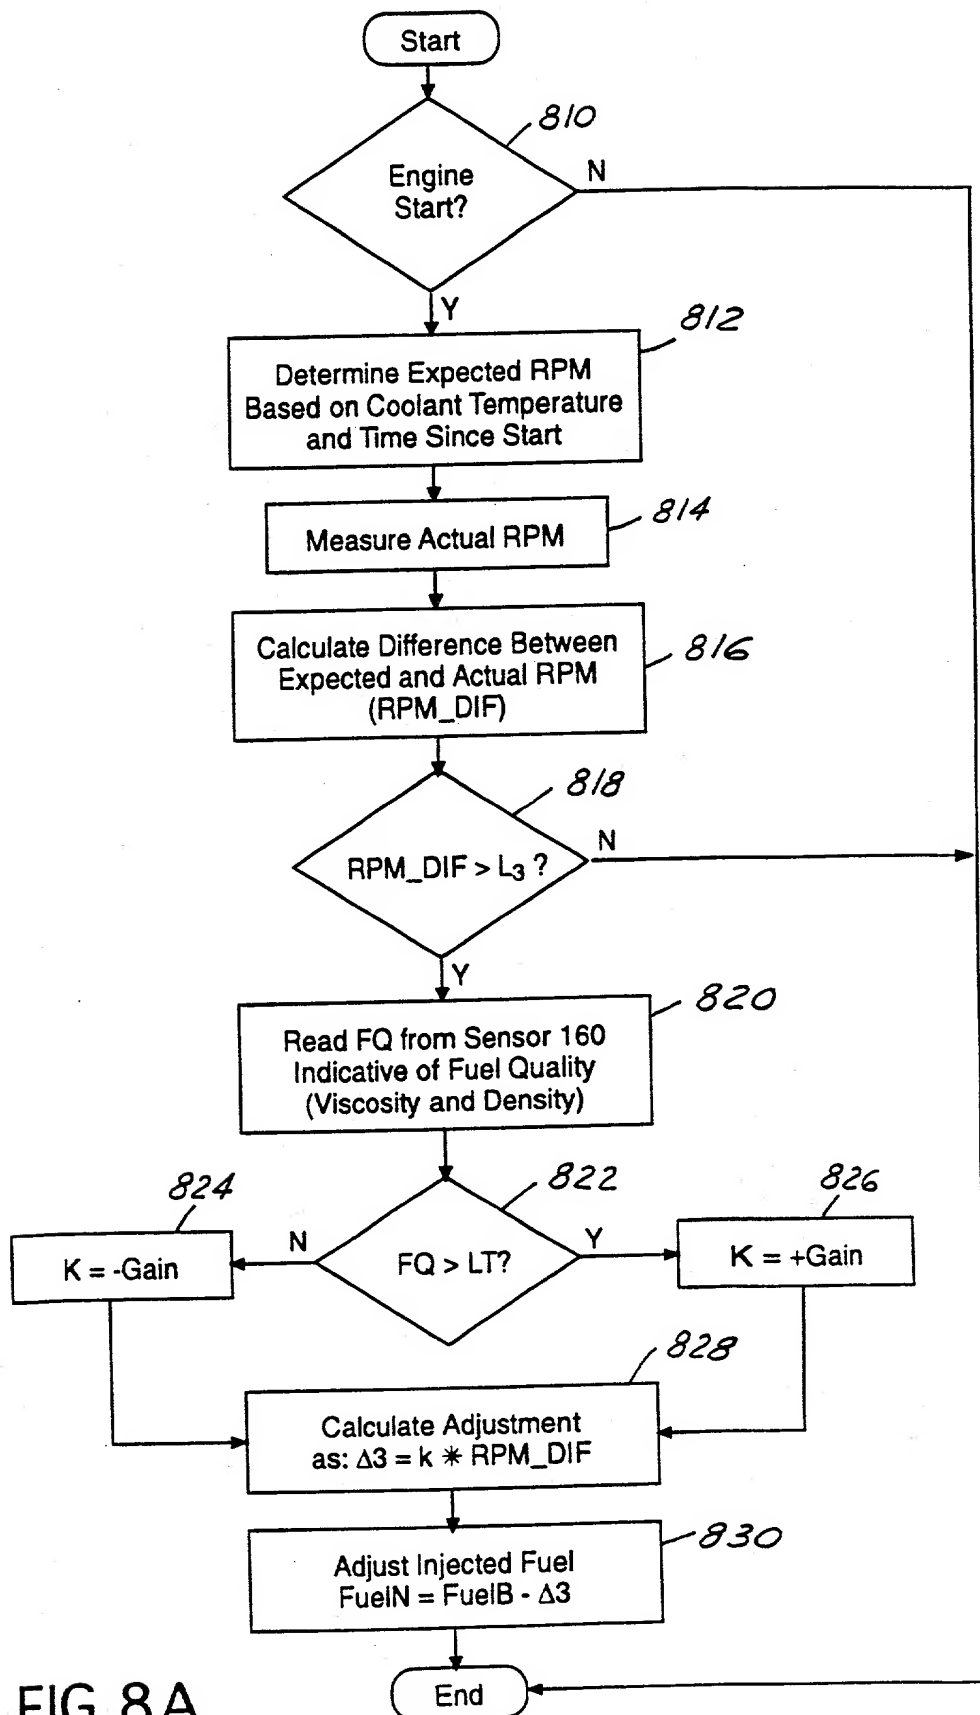 Start
810
Engine
Start?
N
Y
812
Determine Expected RPM
Based on Coolant Temperature
and Time Since Start
814
Measure Actual RPM
816
Calculate Difference Between
Expected and Actual RPM
(RPM_DIF)
818
RPM_DIF > L3 ?
N
Y
820
Read FQ from Sensor 160
Indicative of Fuel Quality
(Viscosity and Density)
824
822
826
N
Y
K = -Gain
FQ > LT?
K = +Gain
828
Calculate Adjustment
as: Δ3 = k * RPM_DIF
830
Adjust Injected Fuel
FuelN = FuelB - Δ3
End
FIG. 8A